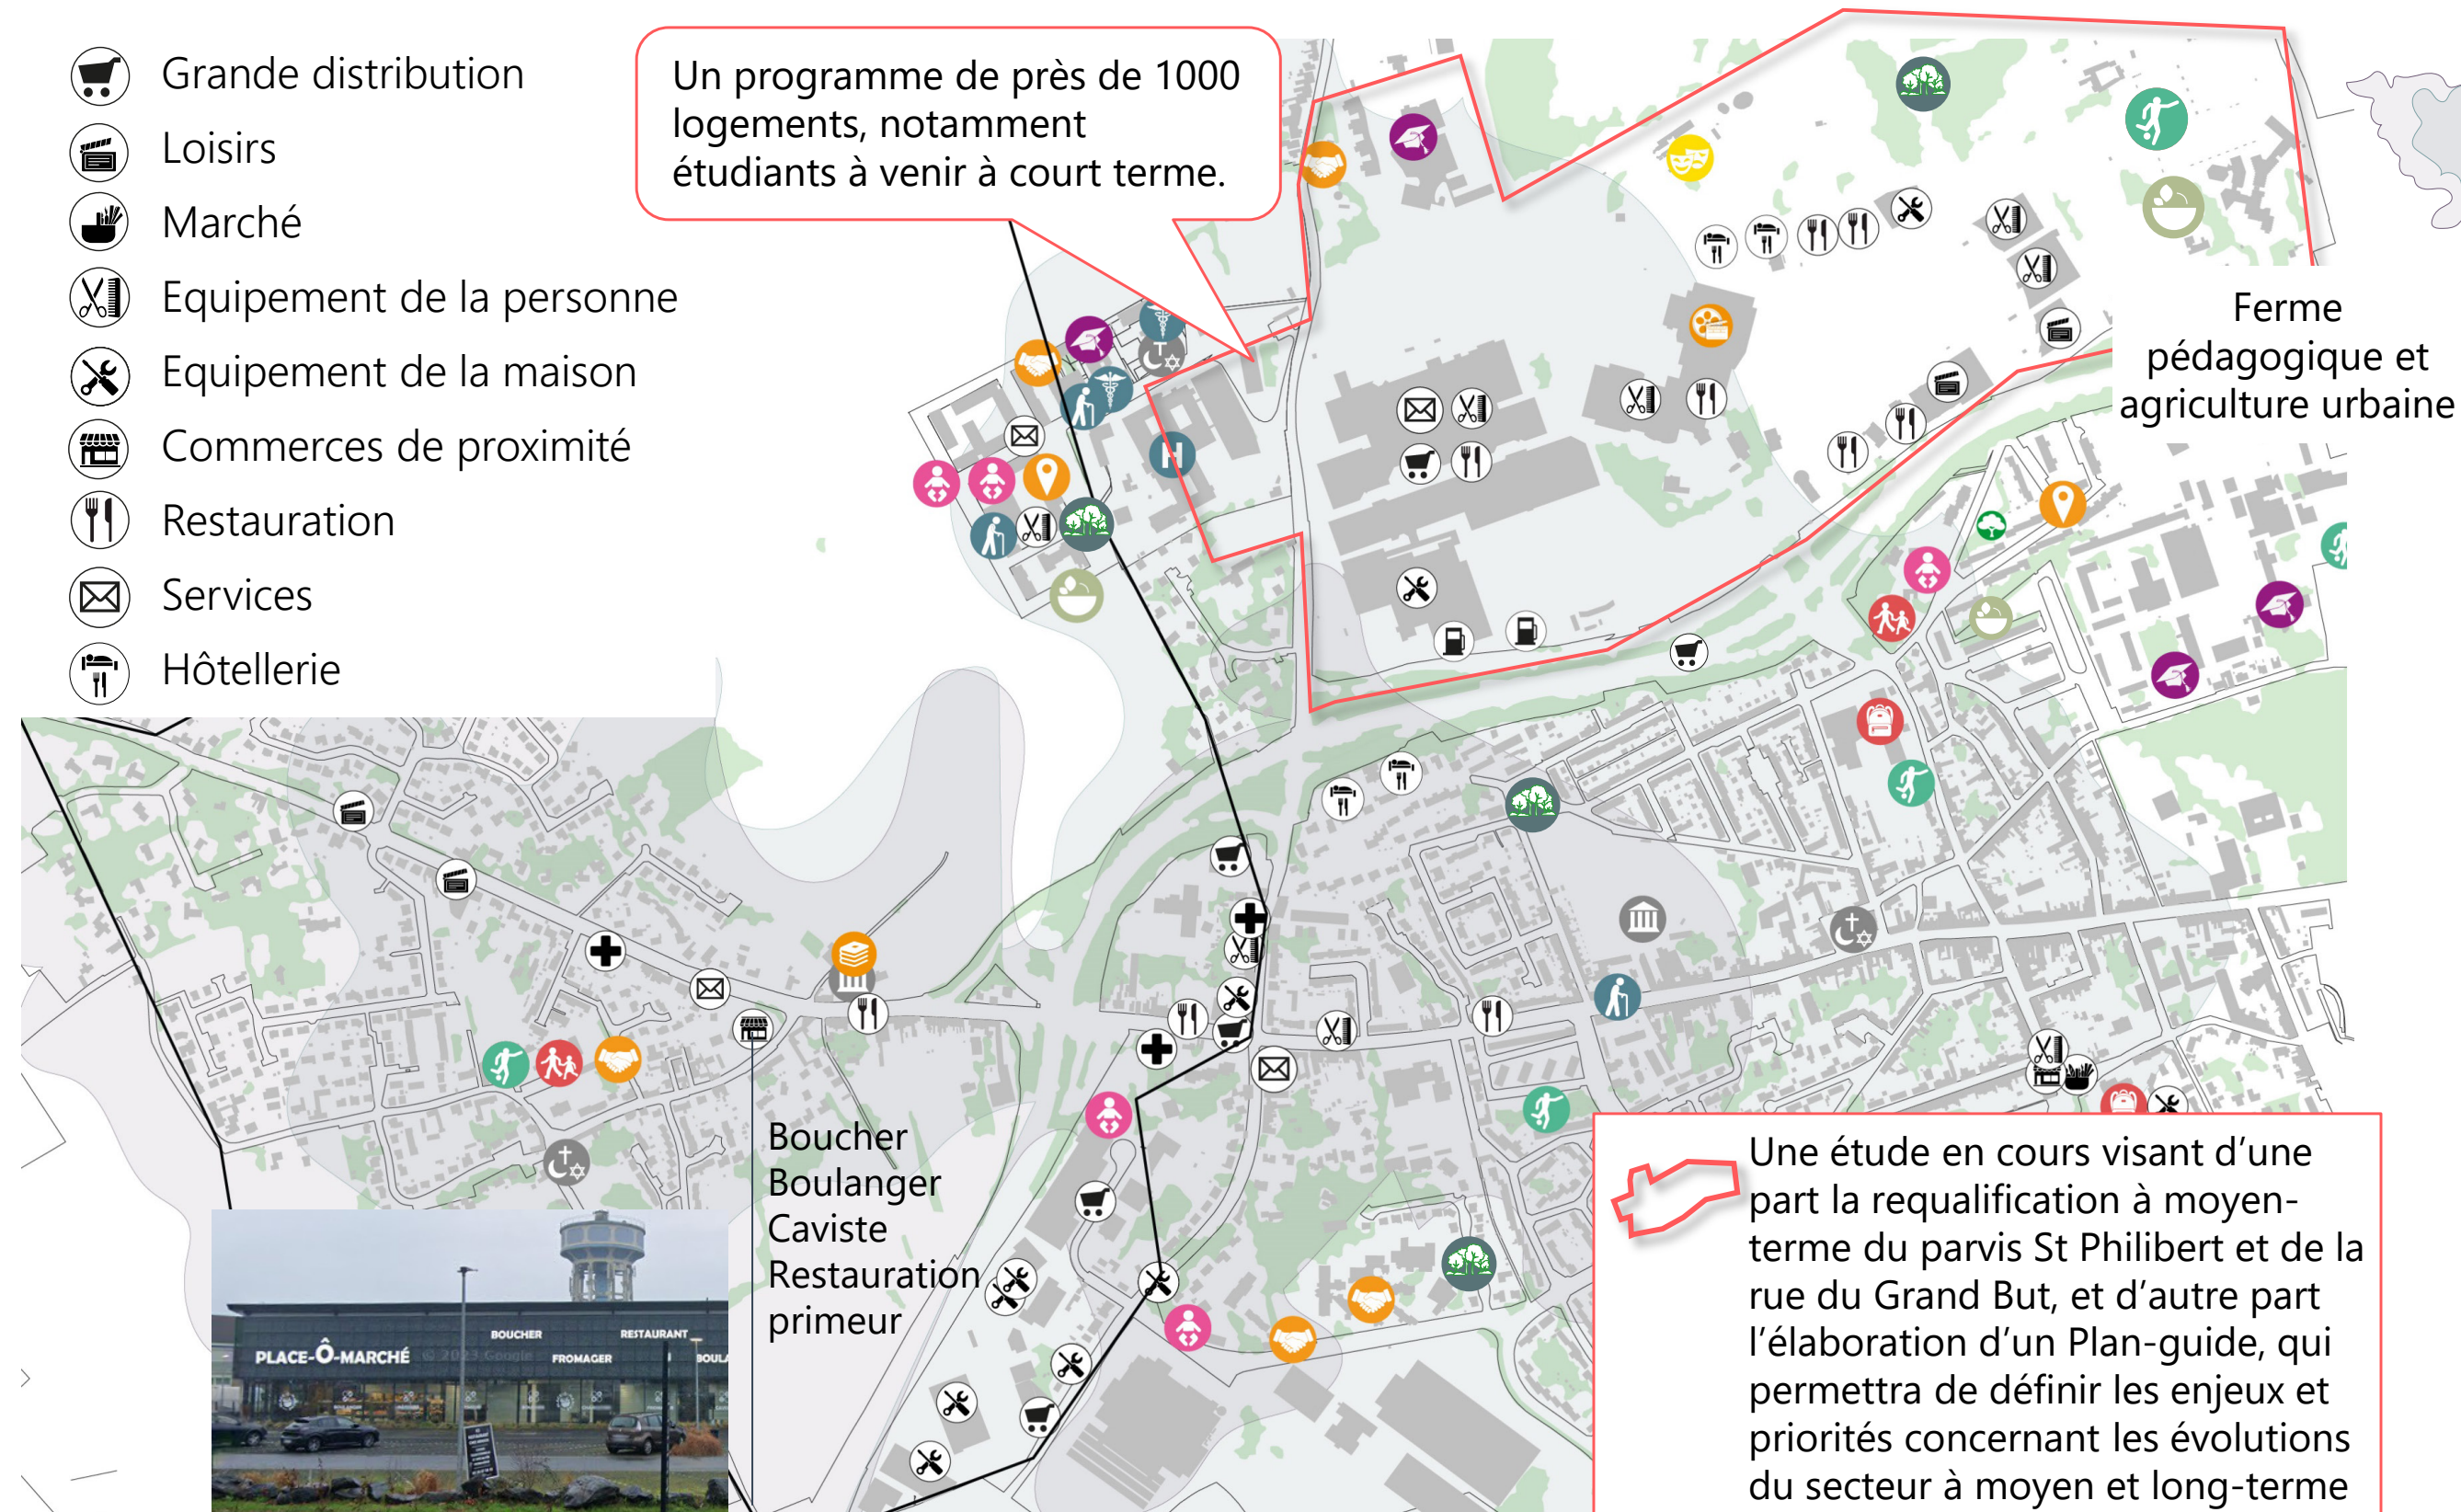 Grande distribution
Loisirs
Marché
Equipement de la personne
Equipement de la maison
Commerces de proximité
Restauration
Services
Hôtellerie
Un programme de près de 1000
logements, notamment
étudiants à venir à court terme.
H
Ferme
pédagogique et
agriculture urbaine
Boucher
Boulanger
Caviste
Restauration
primeur
BOUCHER
RESTAURANT
PLACE-Ô-MARCHÉ
© 2023 Google
FROMAGER
BOULA
Une étude en cours visant d’une
part la requalification à moyen-
terme du parvis St Philibert et de la
rue du Grand But, et d’autre part
l’élaboration d’un Plan-guide, qui
permettra de définir les enjeux et
priorités concernant les évolutions
du secteur à moyen et long-terme